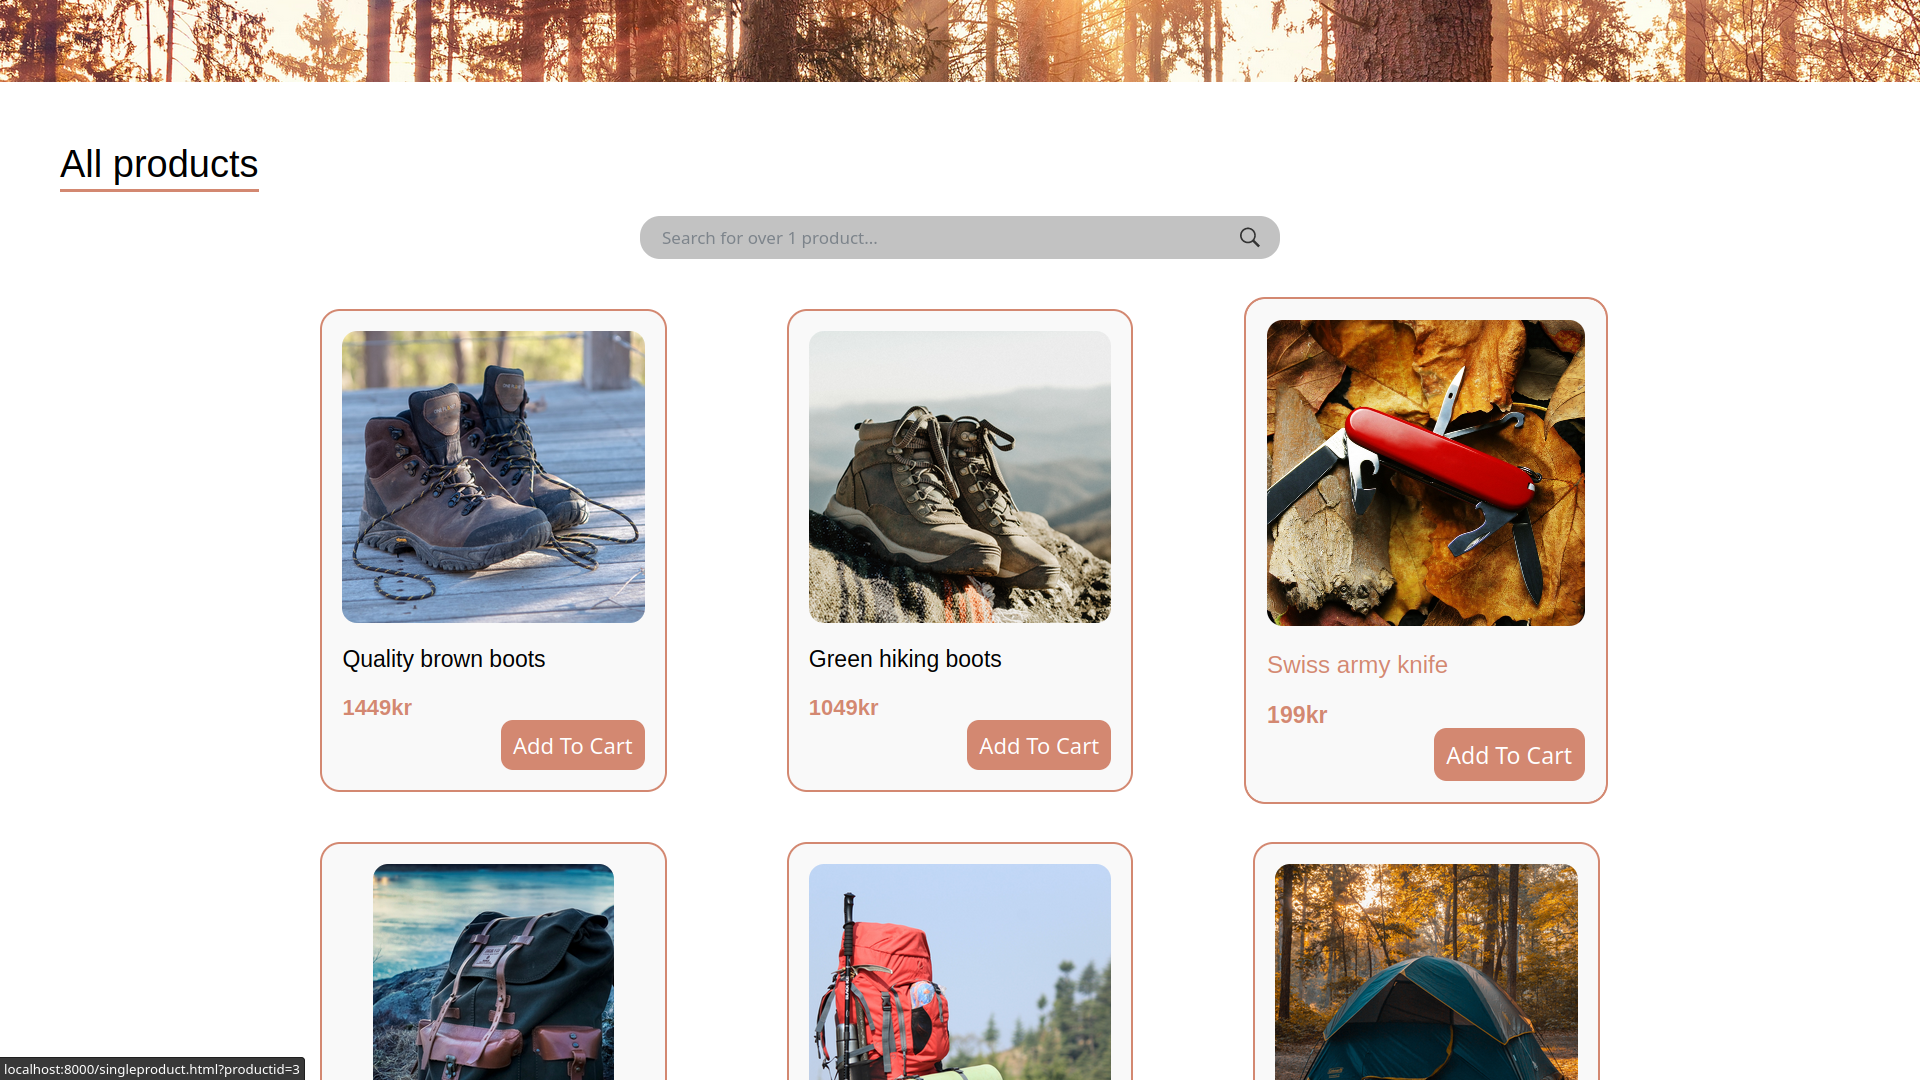 All products
Search for over 1 product...
Quality brown boots
1449kr
Add To Cart
Green hiking boots
1049kr
Add To Cart
Swiss army knife
199kr
Add To Cart
localhost:8000/singleproduct.html?productid=3